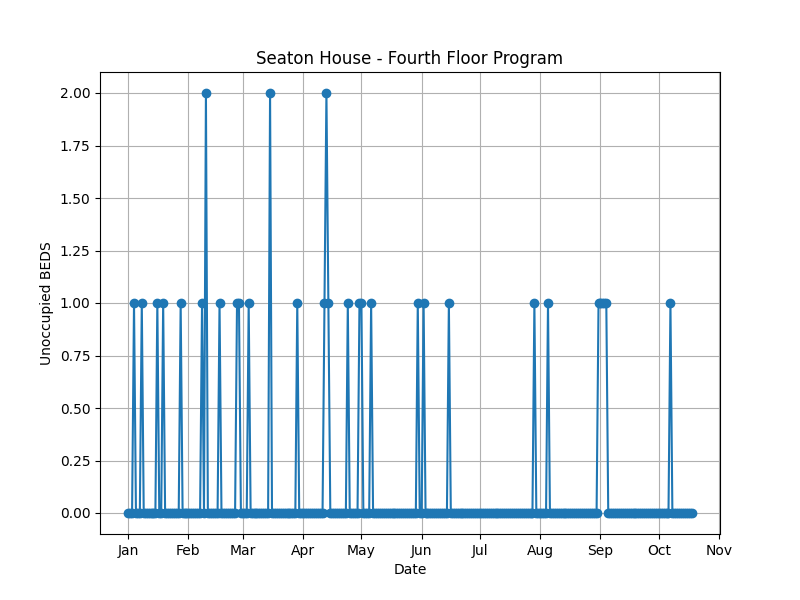 Seaton House - Fourth Floor Program
2.00
1.75
1.50
1.25
1.00
0.75
0.50
0.25
0.00
Unoccupied BEDS
Jan Feb Mar Apr May Jun Jul Aug Sep Oct Nov
Date